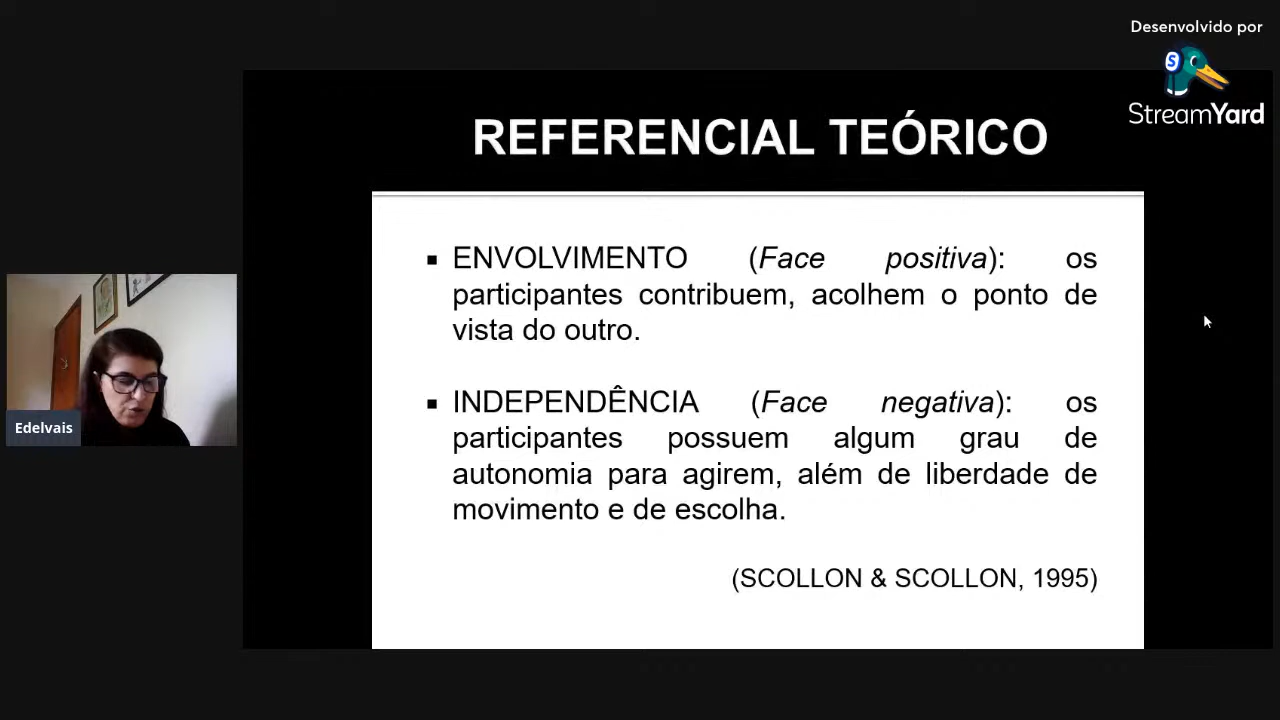 Desenvolvido por
StreamYard
REFERENCIAL TEÓRICO
▪ ENVOLVIMENTO (Face positiva): os
participantes contribuem, acolhem o ponto de
vista do outro.
▪ INDEPENDÊNCIA (Face negativa): os
participantes possuem algum grau de
autonomia para agirem, além de liberdade de
movimento e de escolha.
(SCOLLON & SCOLLON, 1995)
Edelvais